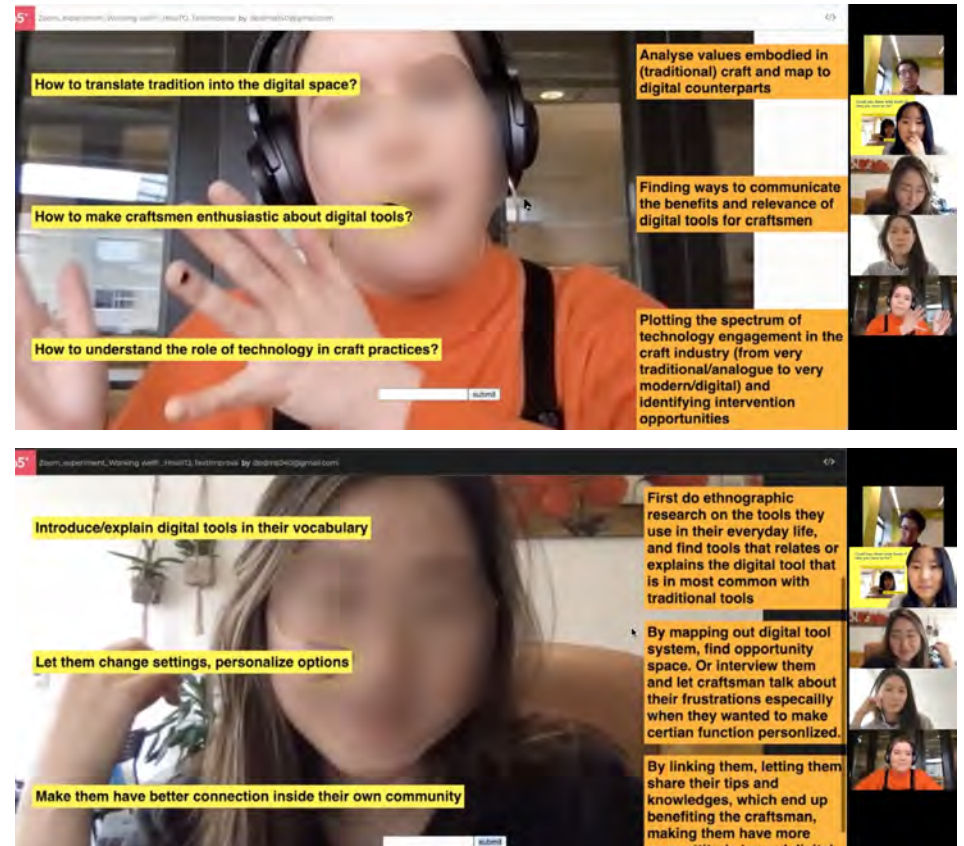 Zoom_experiment_Working well!!_HowTO_TextImprovise by
How to translate tradition into the digital space?
How to make craftsmen enthusiastic about digital tools?
How to understand the role of technology in craft practices?
submit
Analyse values embodied in
(traditional) craft and map to
digital counterparts
Finding ways to communicate
the benefits and relevance of
digital tools for craftsmen
Plotting the spectrum of
technology engagement in the
craft industry (from very
traditional/analogue to very
modern/digital) and
identifying intervention
opportunities
Introduce/explain digital tools in their vocabulary
Let them change settings, personalize options
Make them have better connection inside their own community
submit
First do ethnographic
research on the tools they
use in their everyday life,
and find tools that relates or
explains the digital tool that
is in most common with
traditional tools
By mapping out digital tool
system, find opportunity
space. Or interview them
and let craftsman talk about
their frustrations especailly
when they wanted to make
certian function personlized.
By linking them, letting them
share their tips and
knowledges, which end up
benefiting the craftsman,
making them have more